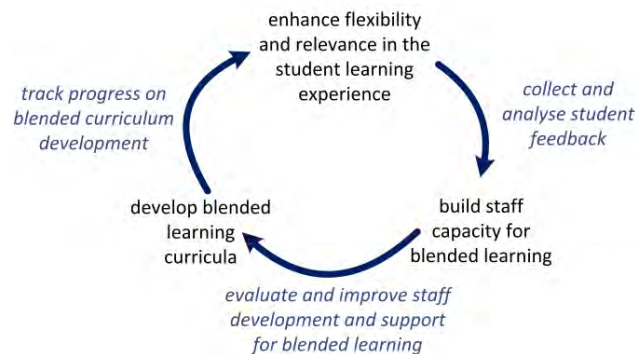 enhance flexibility
and relevance in the
student learning
experience
collect and
analyse student
feedback
build staff
capacity for
blended learning
evaluate and improve staff
development and support
for blended learning
develop blended
learning
curricula
track progress on
blended curriculum
development